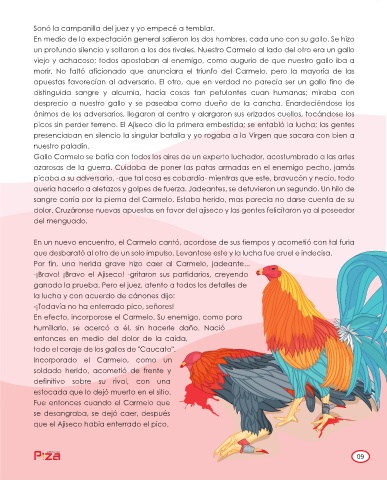 Sonó la campanilla del juez y yo empecé a temblar.
En medio de la expectación general salieron los dos hombres, cada uno con su gallo. Se hizo
un profundo silencio y soltaron a los dos rivales. Nuestro Carmelo al lado del otro era un gallo
viejo y achacoso; todos apostaban al enemigo, como augurio de que nuestro gallo iba a
morir. No faltó aficionado que anunciara el triunfo del Carmelo, pero la mayoría de las
apuestas favorecían al adversario. El otro, que en verdad no parecía ser un gallo fino de
distinguida sangre y alcurnia, hacía cosas tan petulantes cuan humanas; miraba con
desprecio a nuestro gallo y se paseaba como dueño de la cancha. Enardeciéndose los
ánimos de los adversarios, llegaron al centro y alargaron sus erizados cuellos, tocándose los
picos sin perder terreno. El Ajiseco dio la primera embestida; se entabló la lucha; las gentes
presenciaban en silencio la singular batalla y yo rogaba a la Virgen que sacara con bien a
nuestro paladín.
Gallo Carmelo se batía con todos los aires de un experto luchador, acostumbrado a las artes
azarosas de la guerra. Cuidaba de poner las patas armadas en el enemigo pecho, jamás
picaba a su adversario, -que tal cosa es cobardía- mientras que este, bravucón y necio, todo
quería hacerlo a aletazos y golpes de fuerza. Jadeantes, se detuvieron un segundo. Un hilo de
sangre corría por la pierna del Carmelo. Estaba herido, mas parecía no darse cuenta de su
dolor. Cruzáronse nuevas apuestas en favor del ajiseco y las gentes felicitaron ya al poseedor
del menguado.
En un nuevo encuentro, el Carmelo cantó, acordose de sus tiempos y acometió con tal furia
que desbarató al otro de un solo impulso. Levantose este y la lucha fue cruel e indecisa.
Por fin, una herida grave hizo caer al Carmelo, jadeante...
-¡Bravo! ¡Bravo el Ajiseco! -gritaron sus partidarios, creyendo
ganada la prueba. Pero el juez, atento a todos los detalles de
la lucha y con acuerdo de cánones dijo:
-¡Todavía no ha enterrado pico, señores!
En efecto, incorporose el Carmelo. Su enemigo, como para
humillarlo, se acercó a él, sin hacerle daño. Nació
entonces en medio del dolor de la caída,
todo el coraje de los gallos de "Caucato".
Incorporado el Carmelo, como un
soldado herido, acometió de frente y
definitivo sobre su rival, con una
estocada que lo dejó muerto en el sitio.
Fue entonces cuando el Carmelo que
se desangraba, se dejó caer, después
que el Ajiseco había enterrado el pico.
09